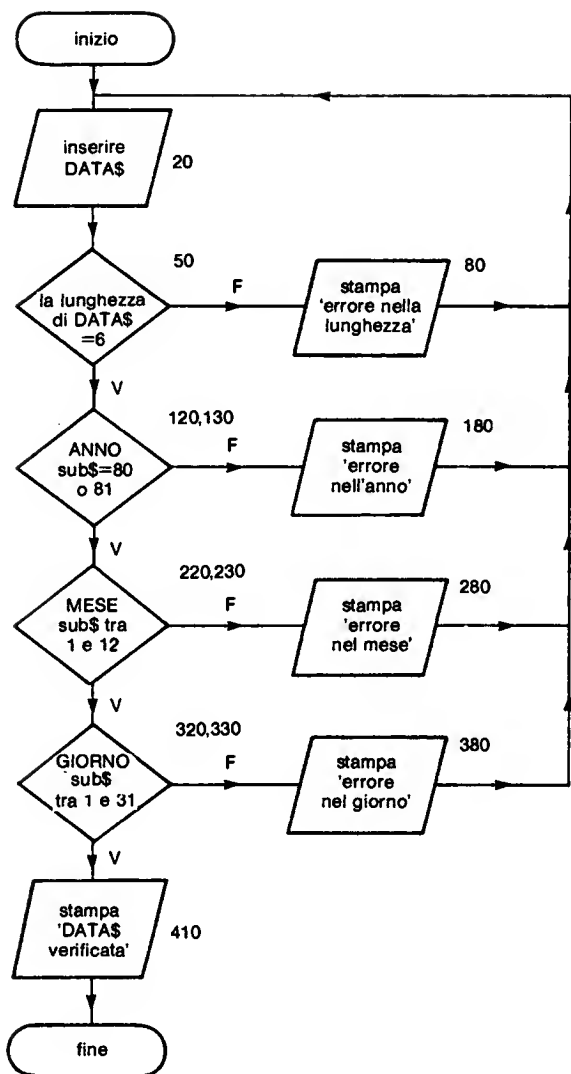 inizio
inserire
DATA$
20
50
la lunghezza
di DATA$
=6
F
stampa
'errore nella
lunghezza'
80
V
120,130
ANNO
sub$=80
o 81
F
stampa
'errore
nell'anno'
180
V
220,230
MESE
sub$ tra
1 e 12
F
stampa
'errore
nel mese'
280
V
320,330
GIORNO
sub$
tra 1 e 31
F
stampa
'errore
nel giorno'
380
V
stampa
'DATA$
verificata'
410
fine